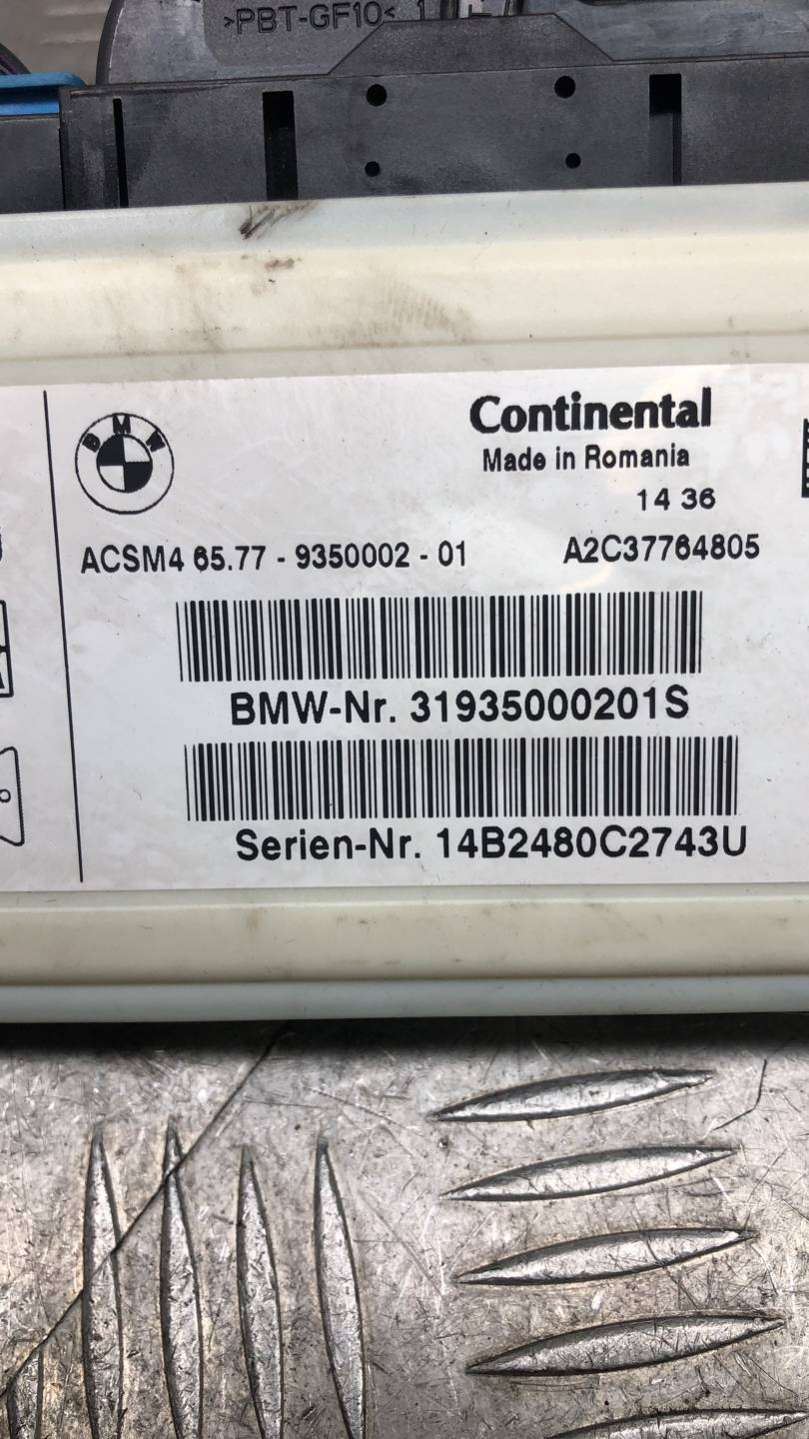 >PBT-GF10<
BMW
Continental
Made in Romania
14 36
ACSM4 65.77 - 9350002 - 01 A2C37764805
BMW-Nr. 31935000201S
Serien-Nr. 14B2480C2743U